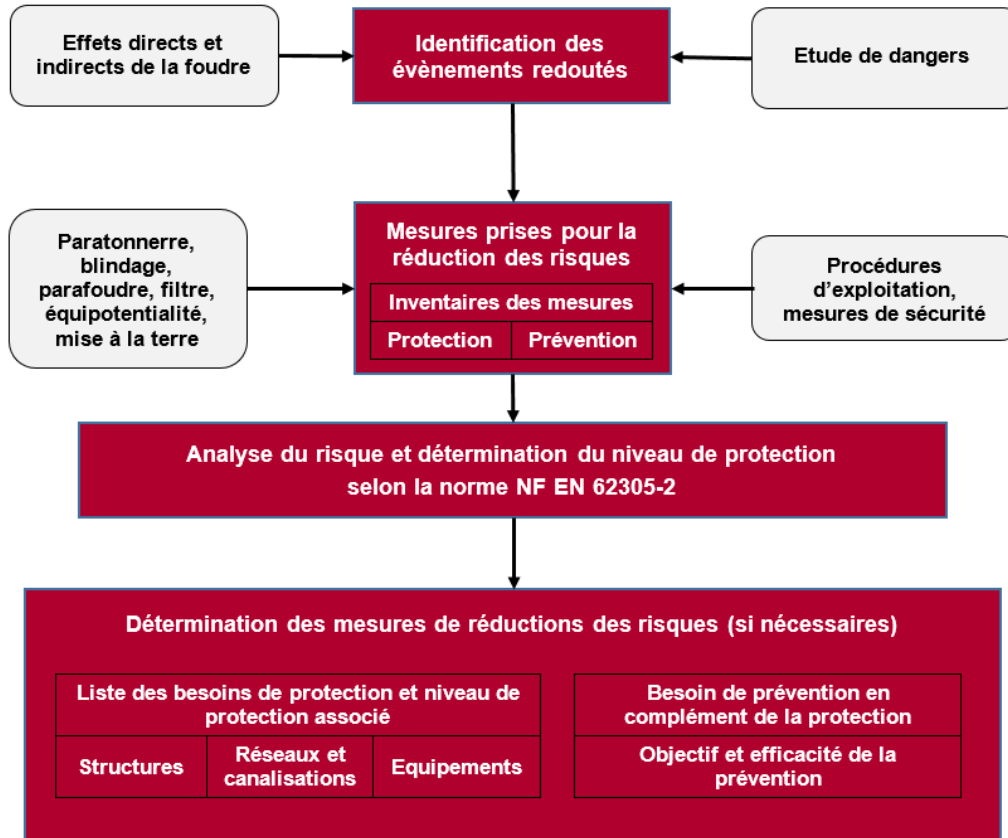 Effets directs et
indirects de la foudre
Identification des
évènements redoutés
Etude de dangers
Paratonnerre,
blindage,
parafoudre, filtre,
équipotentialité,
mise à la terre
Mesures prises pour la
réduction des risques
Inventaires des mesures
Protection
Prévention
Procédures
d'exploitation,
mesures de sécurité
Analyse du risque et détermination du niveau de protection
selon la norme NF EN 62305-2
Détermination des mesures de réductions des risques (si nécessaires)
Liste des besoins de protection et niveau de
protection associé
Structures
Réseaux et
canalisations
Equipements
Besoin de prévention en
complément de la protection
Objectif et efficacité de la
prévention